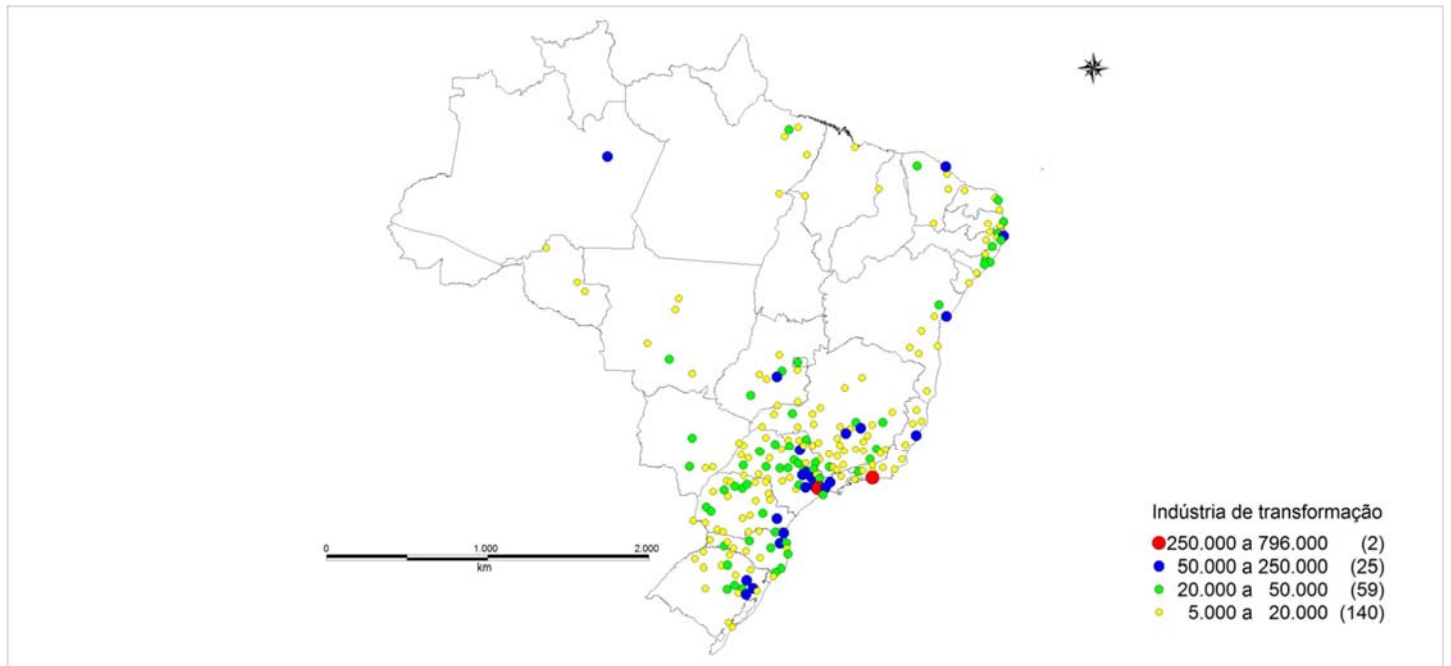 0 1.000 2.000
km
Indústria de transformação
250.000 a 796.000 (2)
50.000 a 250.000 (25)
20.000 a 50.000 (59)
5.000 a 20.000 (140)